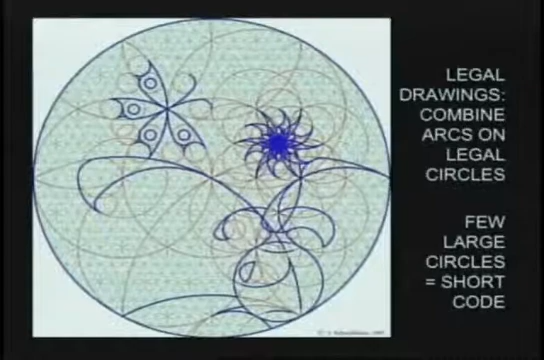 LEGAL
DRAWINGS:
COMBINE
ARCS ON
LEGAL
CIRCLES
FEW
LARGE
CIRCLES
= SHORT
CODE